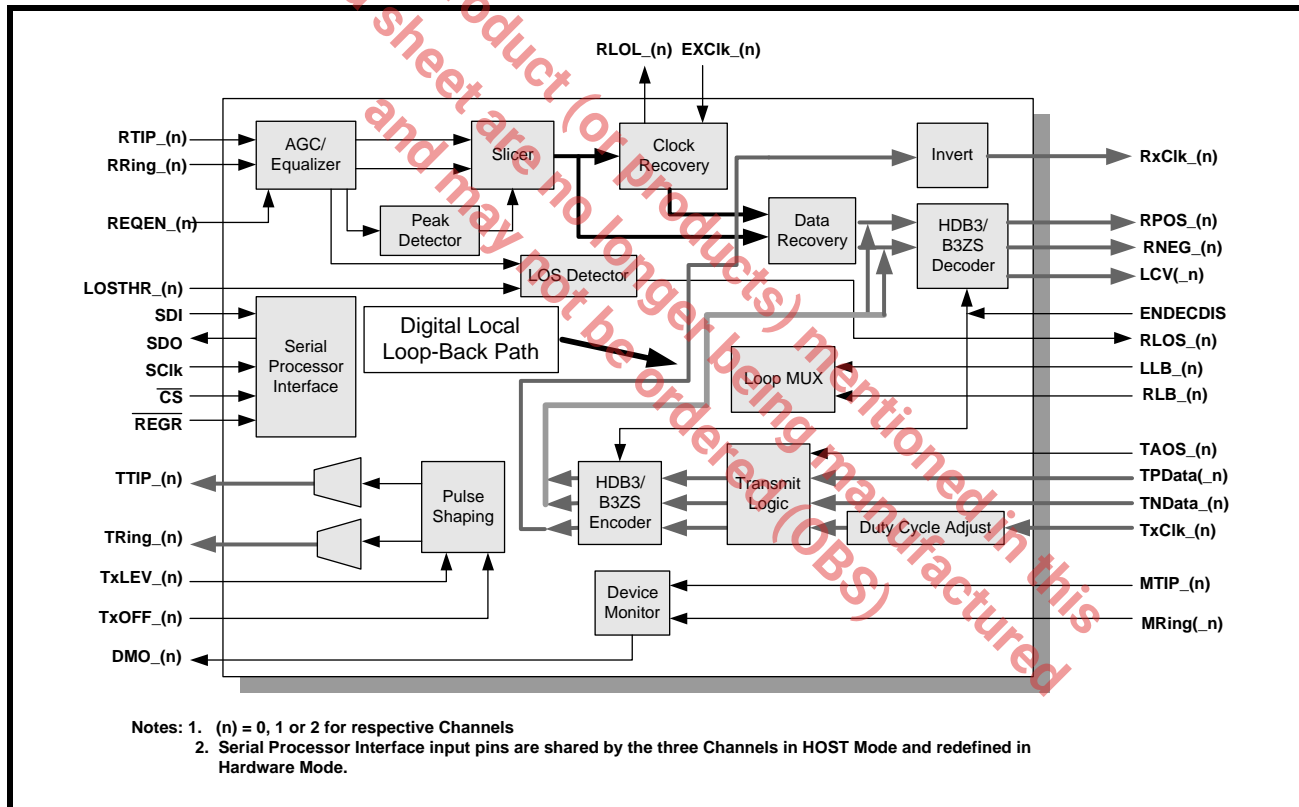 RLOL_(n) EXClk_(n)
RTIP_(n)
RRing_(n)
REQEN_(n)
LOSTHR_(n)
SDI
SDO
SClk
CS
REGR
TTIP_(n)
TRing_(n)
TxLEV_(n)
TxOFF_(n)
DMO_(n)
AGC/
Equalizer
Peak
Detector
Slicer
LOS Detector
Clock
Recovery
Data
Recovery
Invert
HDB3/
B3ZS
Decoder
Serial
Processor
Interface
Digital Local
Loop-Back Path
Loop MUX
HDB3/
B3ZS
Encoder
Transmit
Logic
Duty Cycle Adjust
Pulse
Shaping
Device
Monitor
RxClk_(n)
RPOS_(n)
RNEG_(n)
LCV(_n)
ENDECDIS
RLOS_(n)
LLB_(n)
RLB_(n)
TAOS_(n)
TPData(_n)
TNData_(n)
TxClk_(n)
MTIP_(n)
MRing(_n)
oduct (or products) mentioned in this
sheet are no longer being manufactured
and may not be ordered (OBS)
Notes: 1. (n) = 0, 1 or 2 for respective Channels
2. Serial Processor Interface input pins are shared by the three Channels in HOST Mode and redefined in
Hardware Mode.